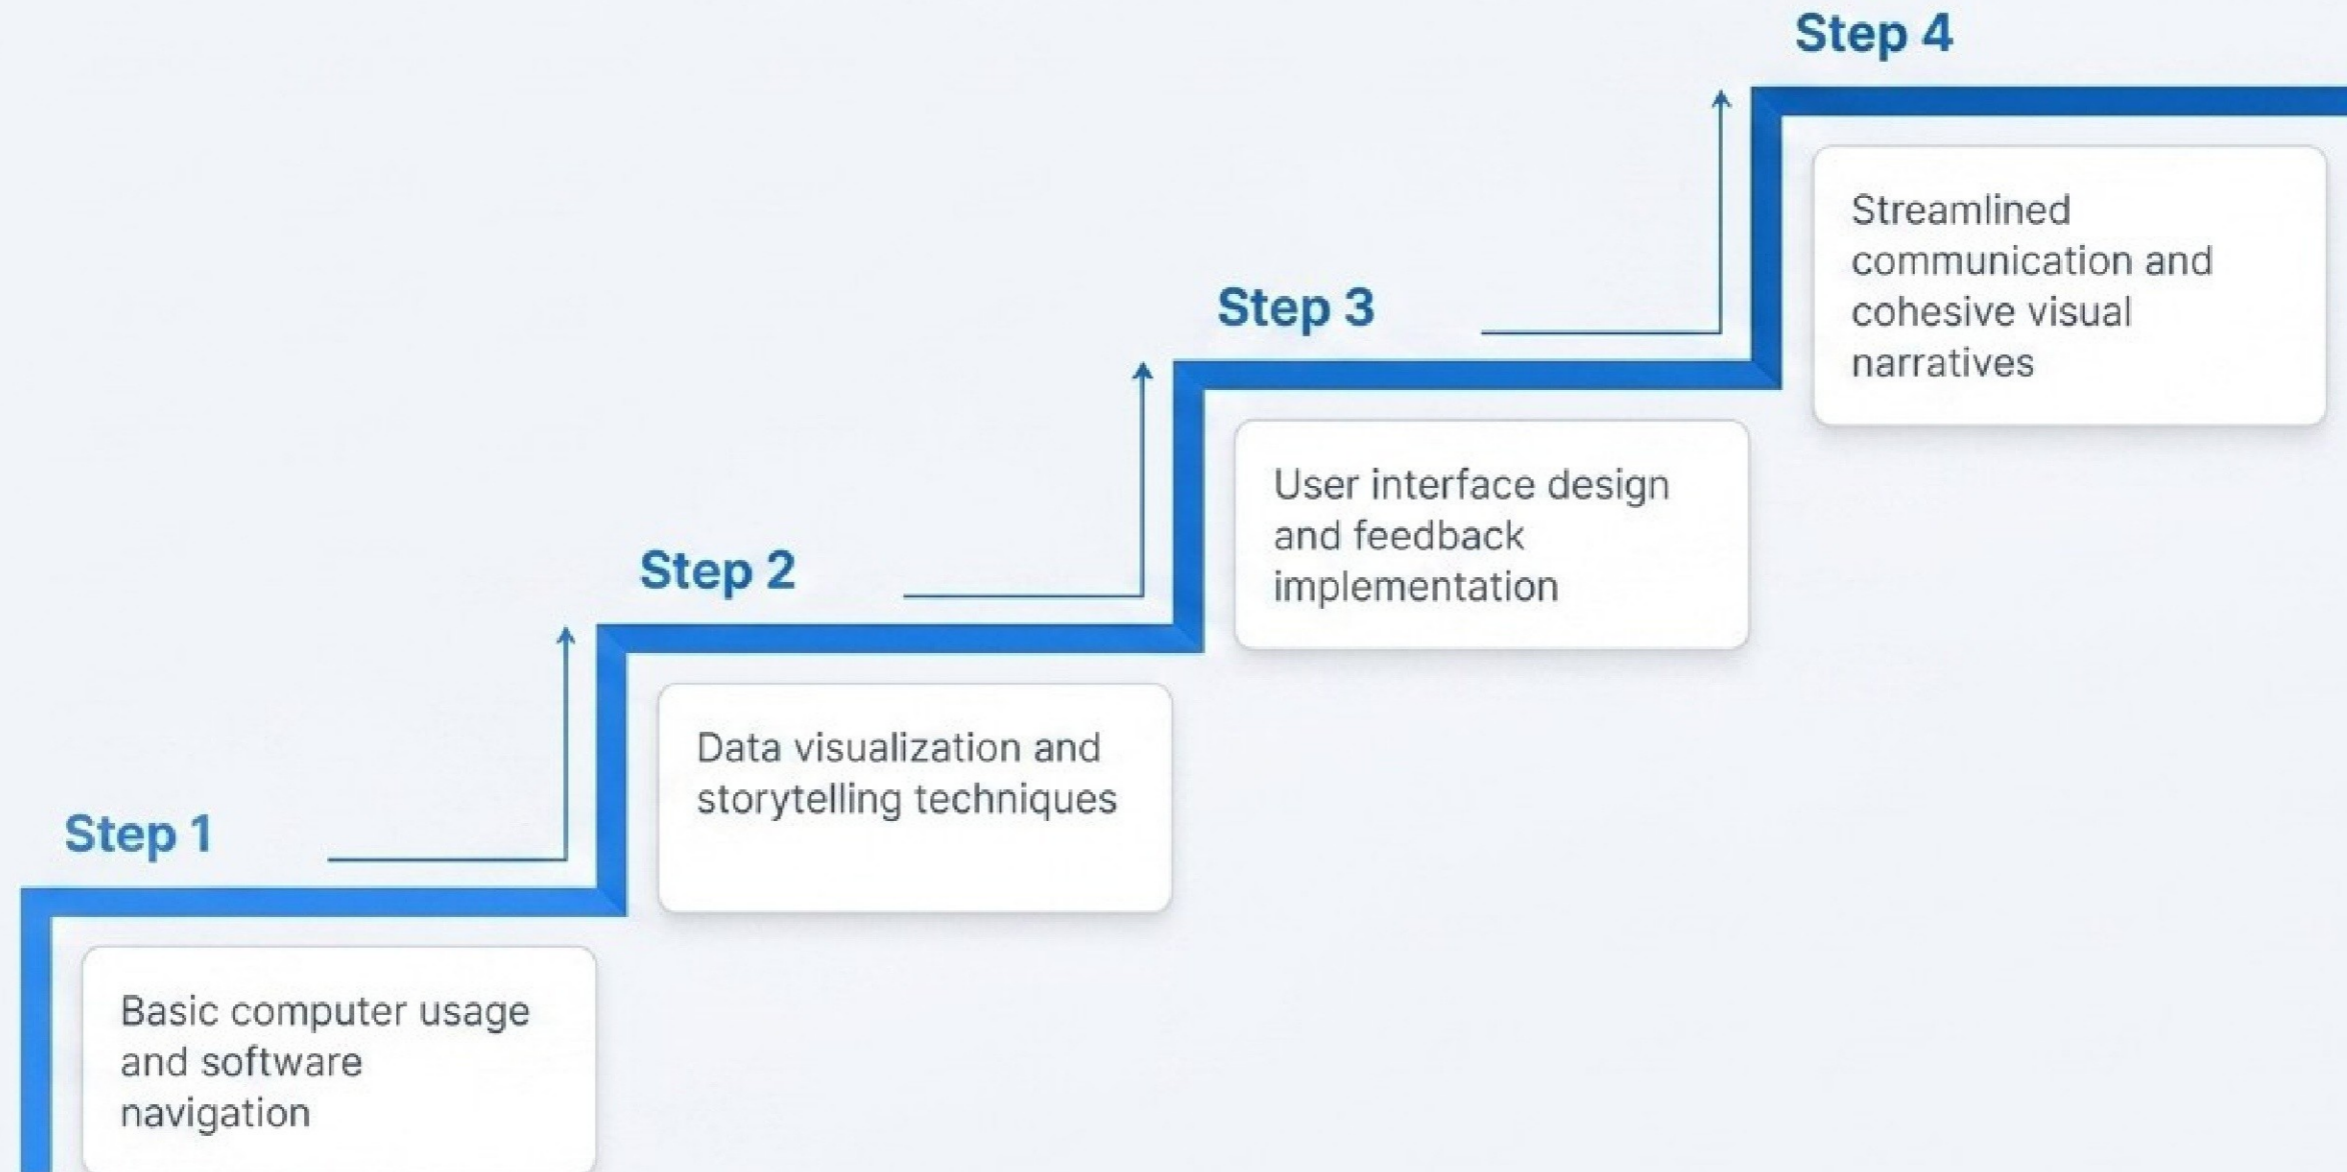 Step 1
Basic computer usage
and software
navigation
Step 2
Data visualization and
storytelling techniques
Step 3
User interface design
and feedback
implementation
Step 4
Streamlined
communication and
cohesive visual
narratives